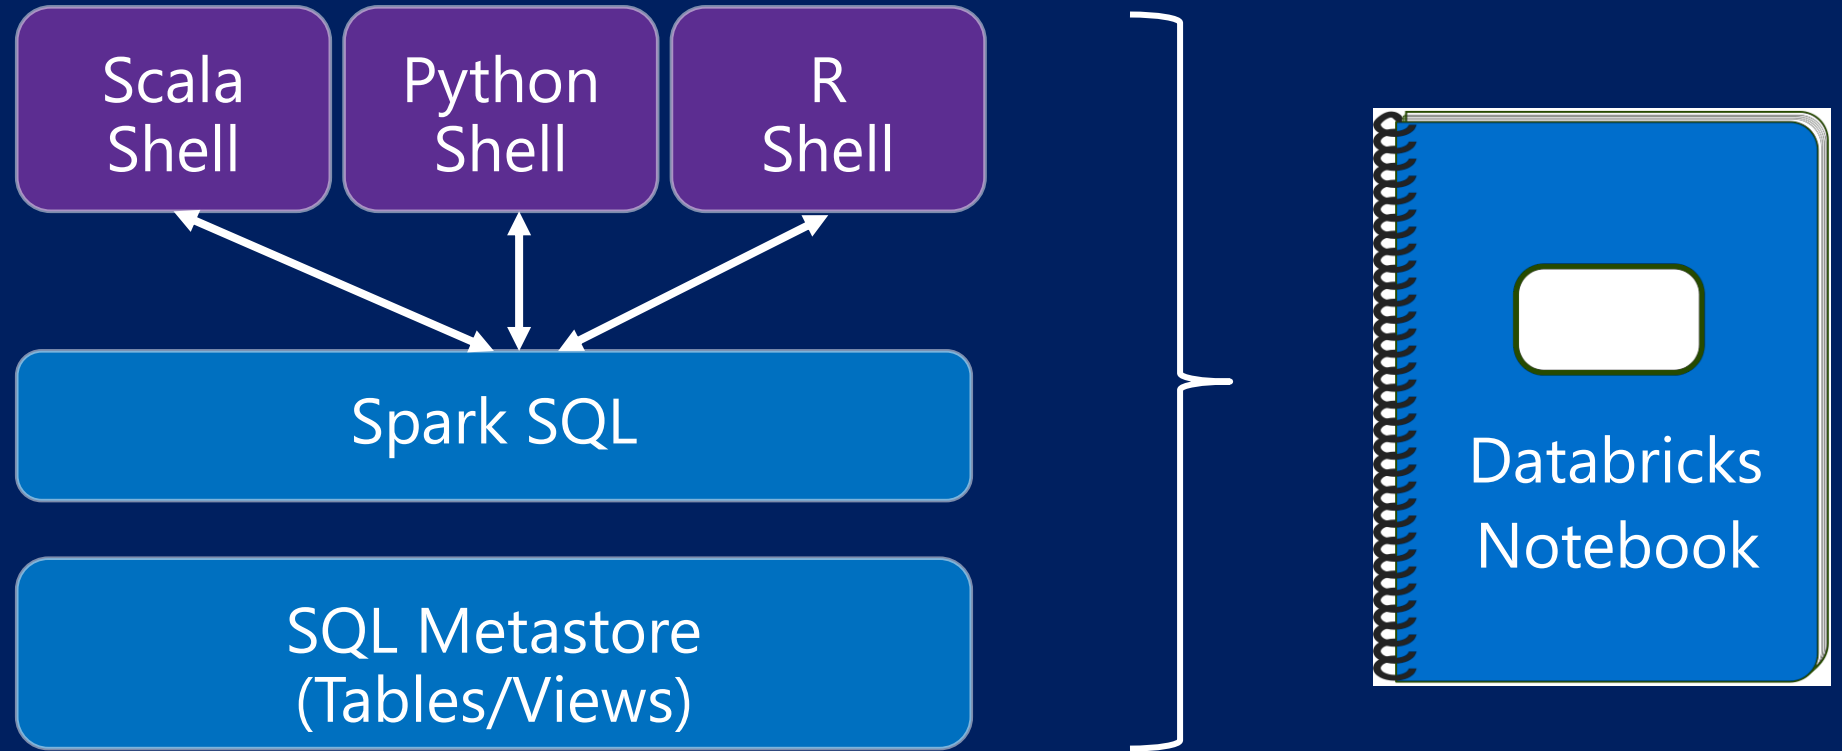 Scala
Shell
Python
Shell
R
Shell
Spark SQL
SQL Metastore
(Tables/Views)
Databricks
Notebook